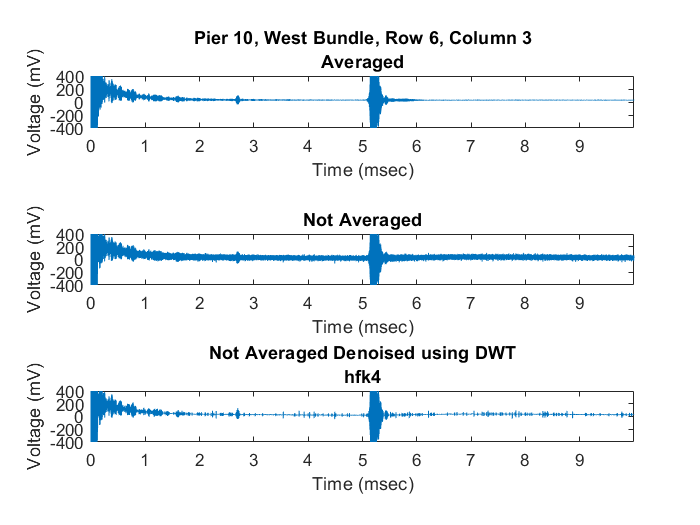 Pier 10, West Bundle, Row 6, Column 3
Averaged
Voltage (mV)
400
200
0
-200
-400
0 1 2 3 4 5 6 7 8 9
Time (msec)
Not Averaged
Voltage (mV)
400
200
0
-200
-400
0 1 2 3 4 5 6 7 8 9
Time (msec)
Not Averaged Denoised using DWT
hfk4
Voltage (mV)
400
200
0
-200
-400
0 1 2 3 4 5 6 7 8 9
Time (msec)